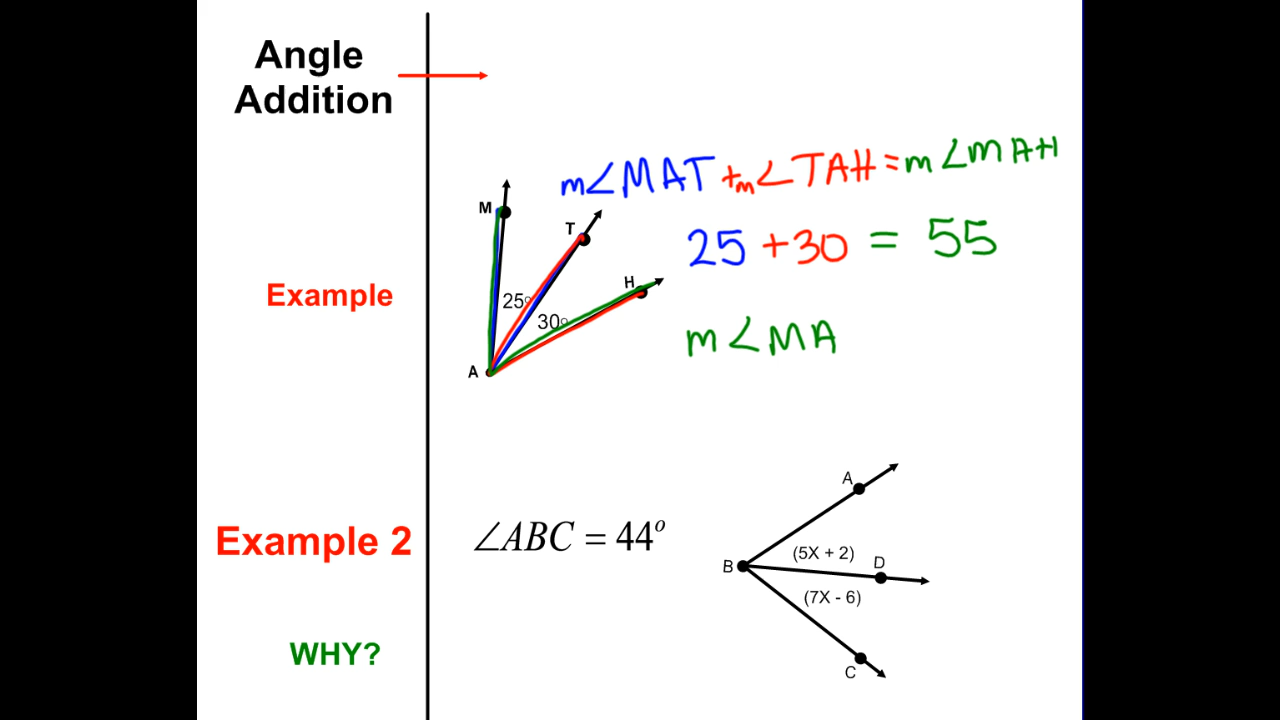 Angle
Addition
m∠MAT +m∠TAH = m∠MAH
M
T
25 + 30 = 55
H
Example
25°
30°
m∠MA
A
A
Example 2
∠ABC = 44°
(5X + 2)
D
B
(7X - 6)
WHY?
C